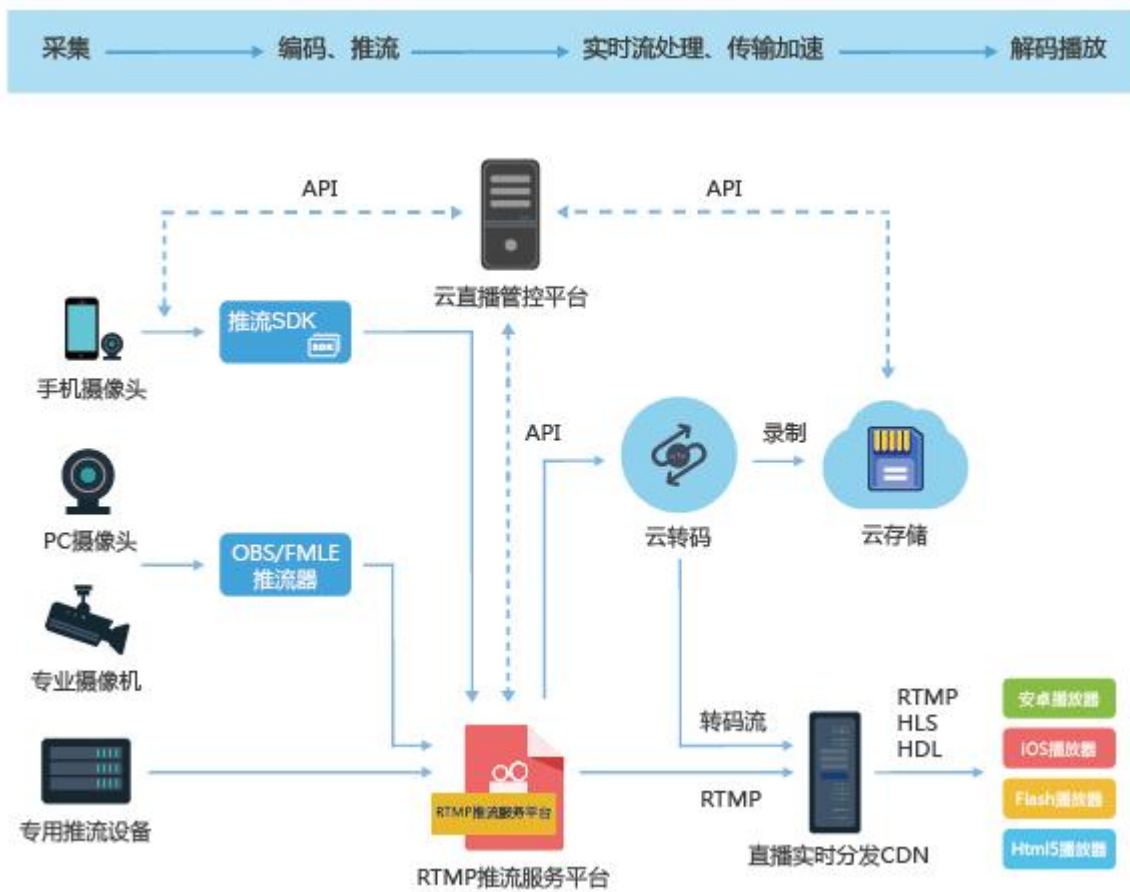 采集
编码、推流
实时流处理、传输加速
解码播放
API
API
云直播管控平台
推流SDK
SDK
手机摄像头
API
录制
云转码
云存储
PC摄像头
OBS/FMLE
推流器
专业摄像机
RTMP
HLS
HDL
安卓播放器
iOS播放器
Flash播放器
Html5播放器
转码流
RTMP
专用推流设备
RTMP推流服务平台
RTMP推流服务平台
直播实时分发CDN